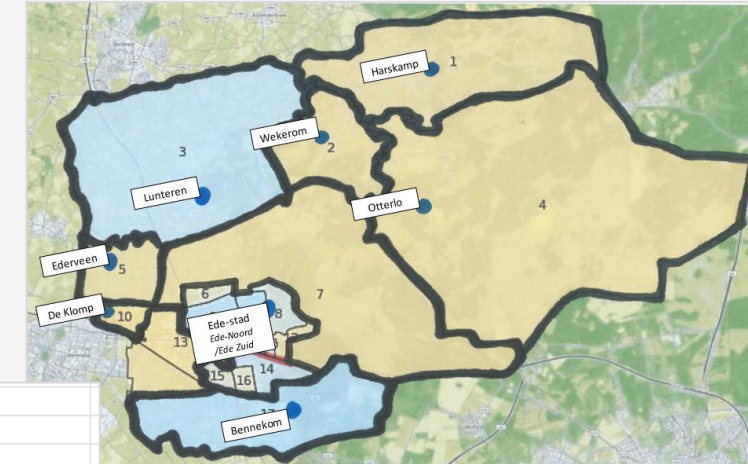 Harskamp
1
Wekerom
2
3
Lunteren
Otterlo
4
Ederveen
5
De Klomp
10
6
7
8
Ede-stad
Ede-Noord
/Ede Zuid
13
14
15
16
Bennekom